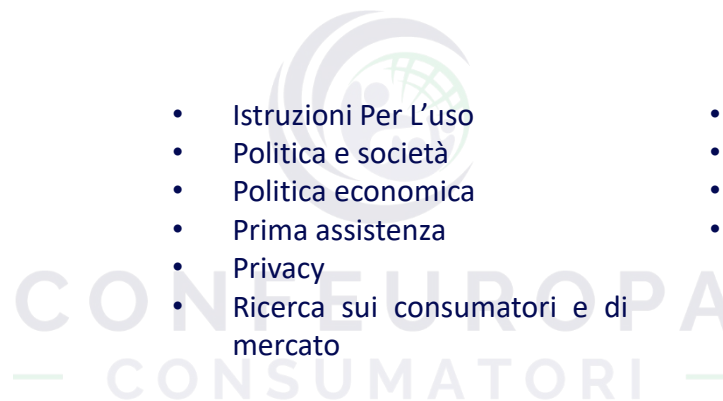 • Istruzioni Per L’uso
• Politica e società
• Politica economica
• Prima assistenza
• Privacy
• Ricerca sui consumatori e di
mercato
•
•
•
•
CONFEUROPA
CONSUMATORI